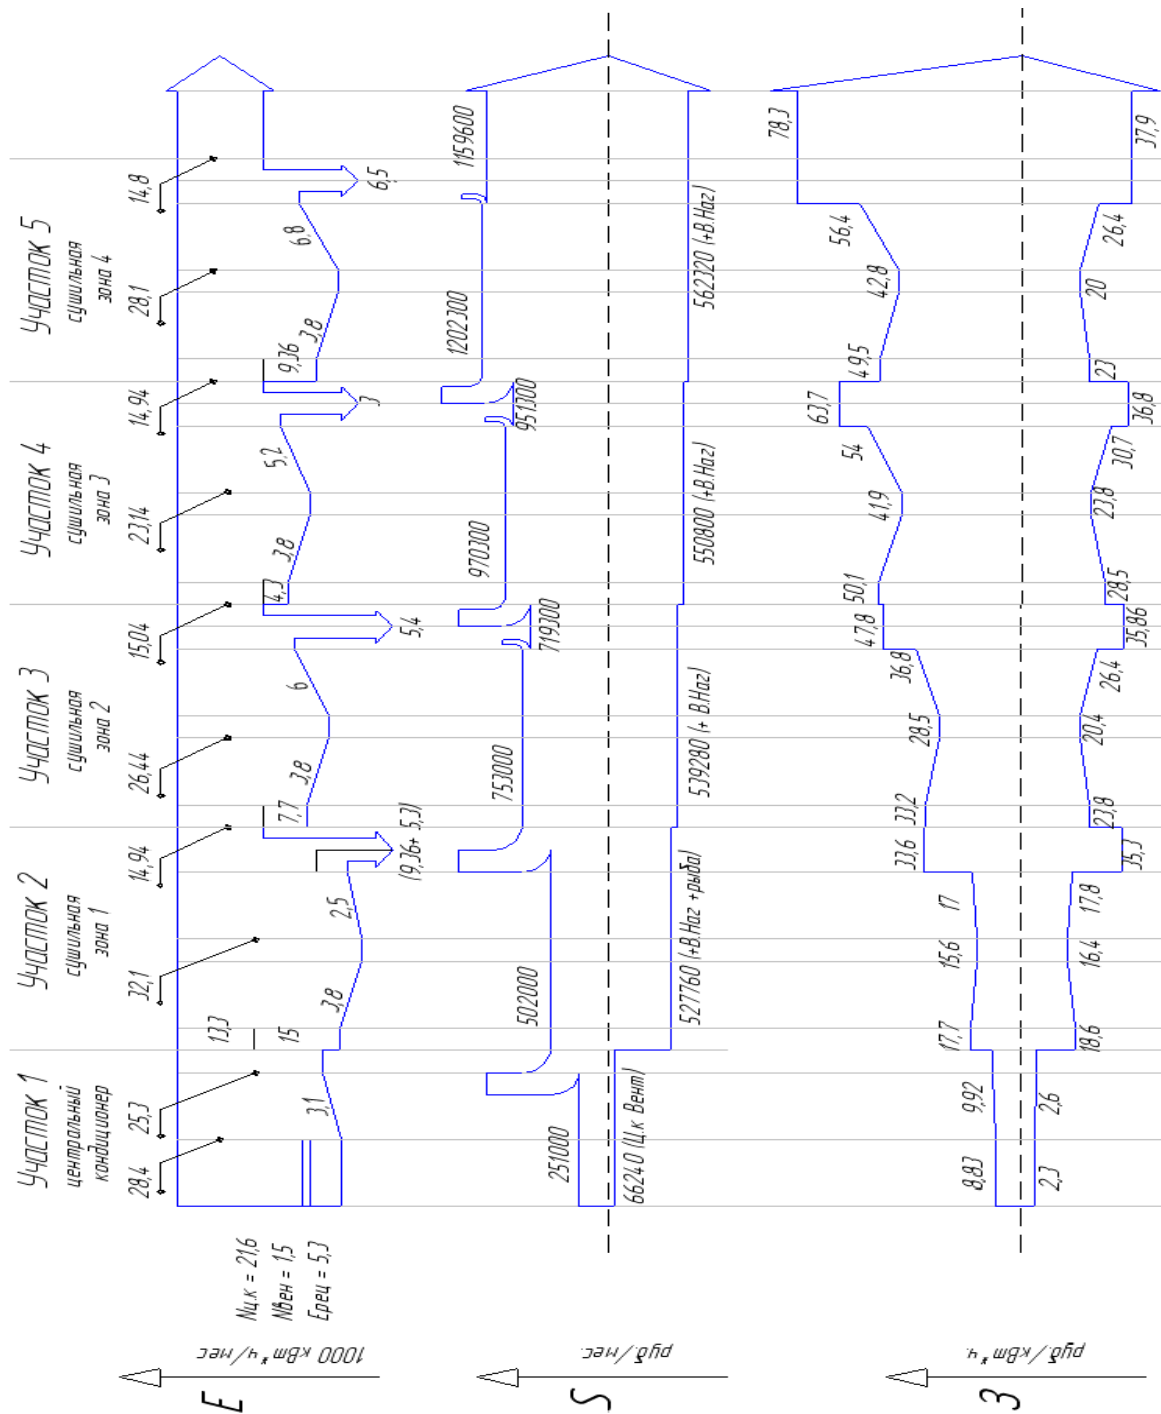 Участок 1
центральный
кондиционер
Участок 2
сушильная
зона 1
Участок 3
сушильная
зона 2
Участок 4
сушильная
зона 3
Участок 5
сушильная
зона 4
E
1000 кВт*ч/мес
Nц.к = 21,6
Nвен = 1,5
Eрец = 5,3
28,4
25,3
32,1
14,94
26,44
15,04
23,14
14,94
28,1
14,8
3,1
13,3
15
3,8
2,5
(9,36+ 5,3)
7,7
3,8
6
5,4
4,3
3,8
5,2
3
9,36
3,8
6,8
6,5
S
руб/мес.
251000
502000
753000
719300
970300
951300
1202300
1159600
66240 (Ц.к Вент)
527760 (+В.Наг +рыба)
539280 (+ В.Наг)
550800 (+В.Наг)
562320 (+В.Наг)
З
руб/кВт*ч.
8,83
9,92
17,7
15,6
17
33,6
33,2
28,5
36,8
47,8
50,1
41,9
54
63,7
49,5
42,8
56,4
78,3
2,3
2,6
18,6
16,4
17,8
35,3
23,8
20,4
26,4
35,86
28,5
23,8
30,7
36,8
23
20
26,4
37,9